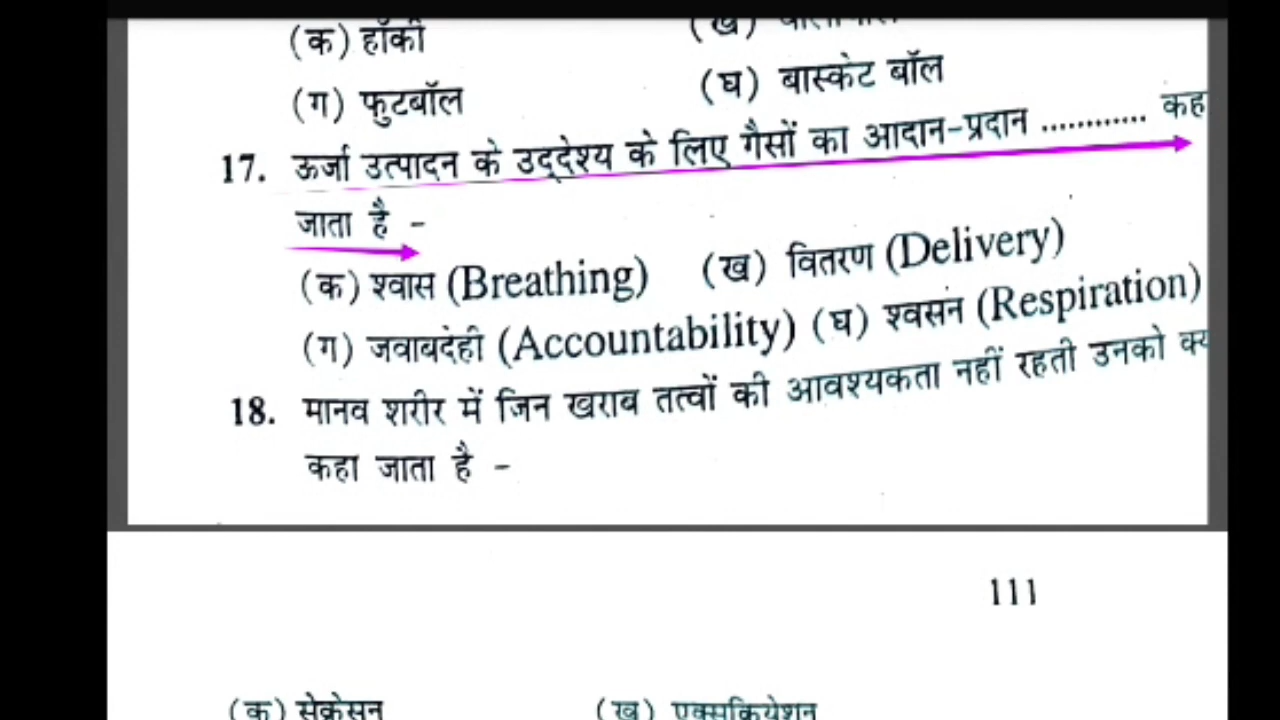 (क) हॉकी (ख)
(ग) फुटबॉल (घ) बास्केट बॉल
17. ऊर्जा उत्पादन के उद्देश्य के लिए गैसों का आदान-प्रदान ............ कह
जाता है -
(क) श्वास (Breathing) (ख) वितरण (Delivery)
(ग) जवाबदेही (Accountability) (घ) श्वसन (Respiration)
18. मानव शरीर में जिन खराब तत्वों की आवश्यकता नहीं रहती उनको क्य
कहा जाता है -
111
(क) सेक्रेसन (ख) एक्सक्रियेशन